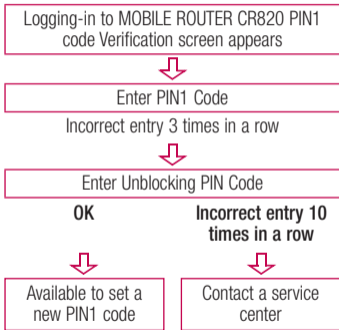 Logging-in to MOBILE ROUTER CR820 PIN1
code Verification screen appears
Enter PIN1 Code
Incorrect entry 3 times in a row
Enter Unblocking PIN Code
OK
Incorrect entry 10
times in a row
Available to set a
new PIN1 code
Contact a service
center